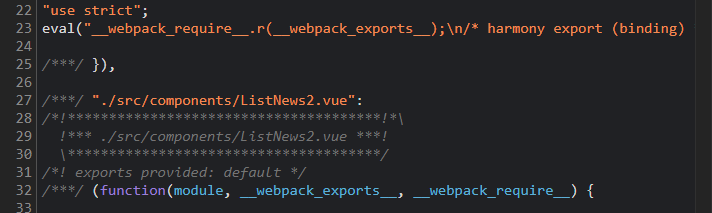 22 "use strict";
23 eval("__webpack_require__.r(__webpack_exports__);\n/* harmony export (binding)
24
25 /***/ }),
26
27 /***/ "./src/components/ListNews2.vue":
28 /*!****************************************!*\
29   !*** ./src/components/ListNews2.vue ***!
30   \****************************************/
31 /*! exports provided: default */
32 /***/ (function(module, __webpack_exports__, __webpack_require__) {
33